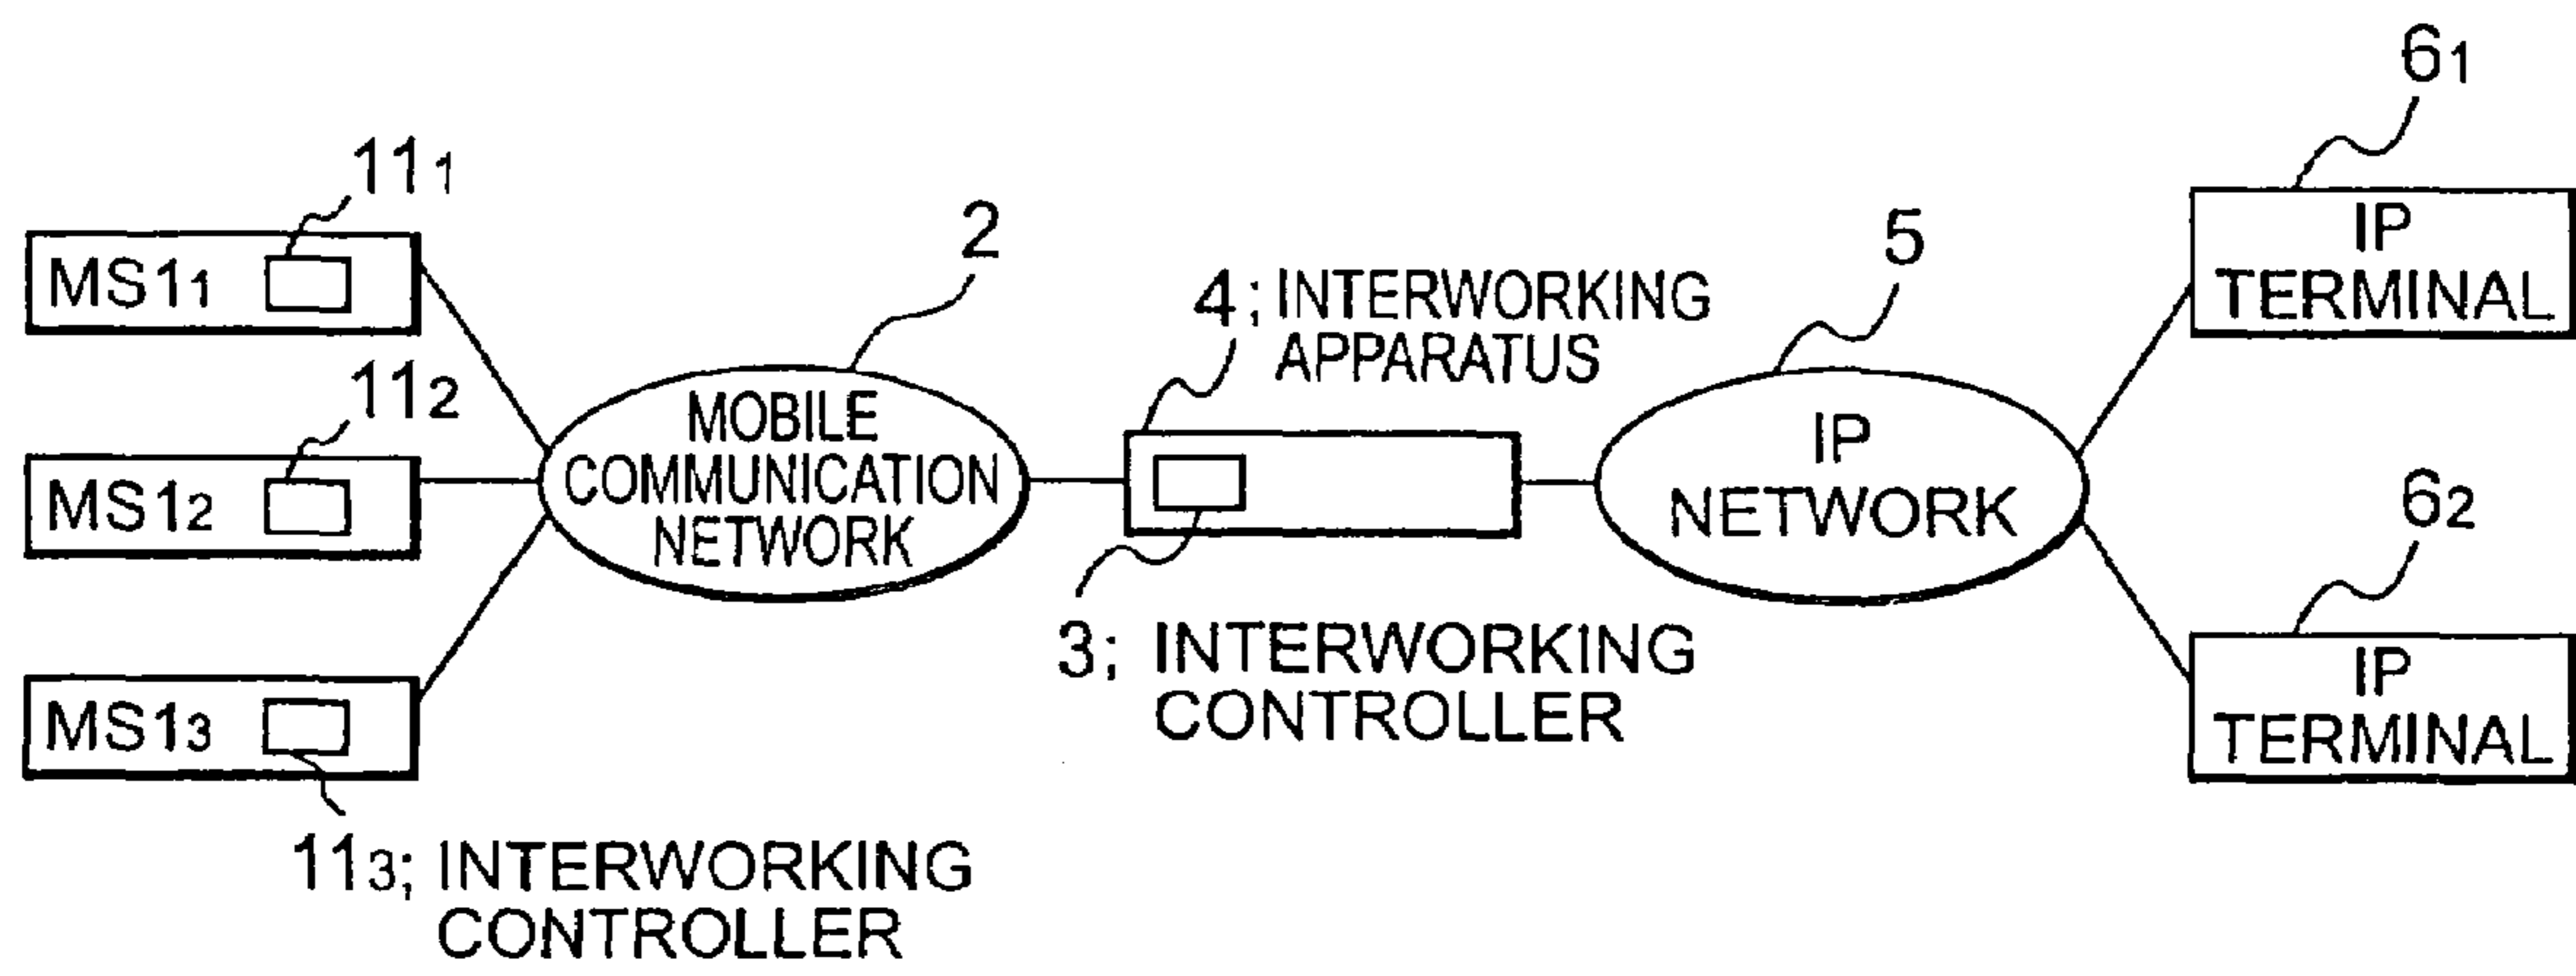 11₁
MS1₁
11₂
MS1₂
MS1₃
11₃; INTERWORKING
CONTROLLER
2
MOBILE
COMMUNICATION
NETWORK
4; INTERWORKING
APPARATUS
3; INTERWORKING
CONTROLLER
5
IP
NETWORK
6₁
IP
TERMINAL
6₂
IP
TERMINAL